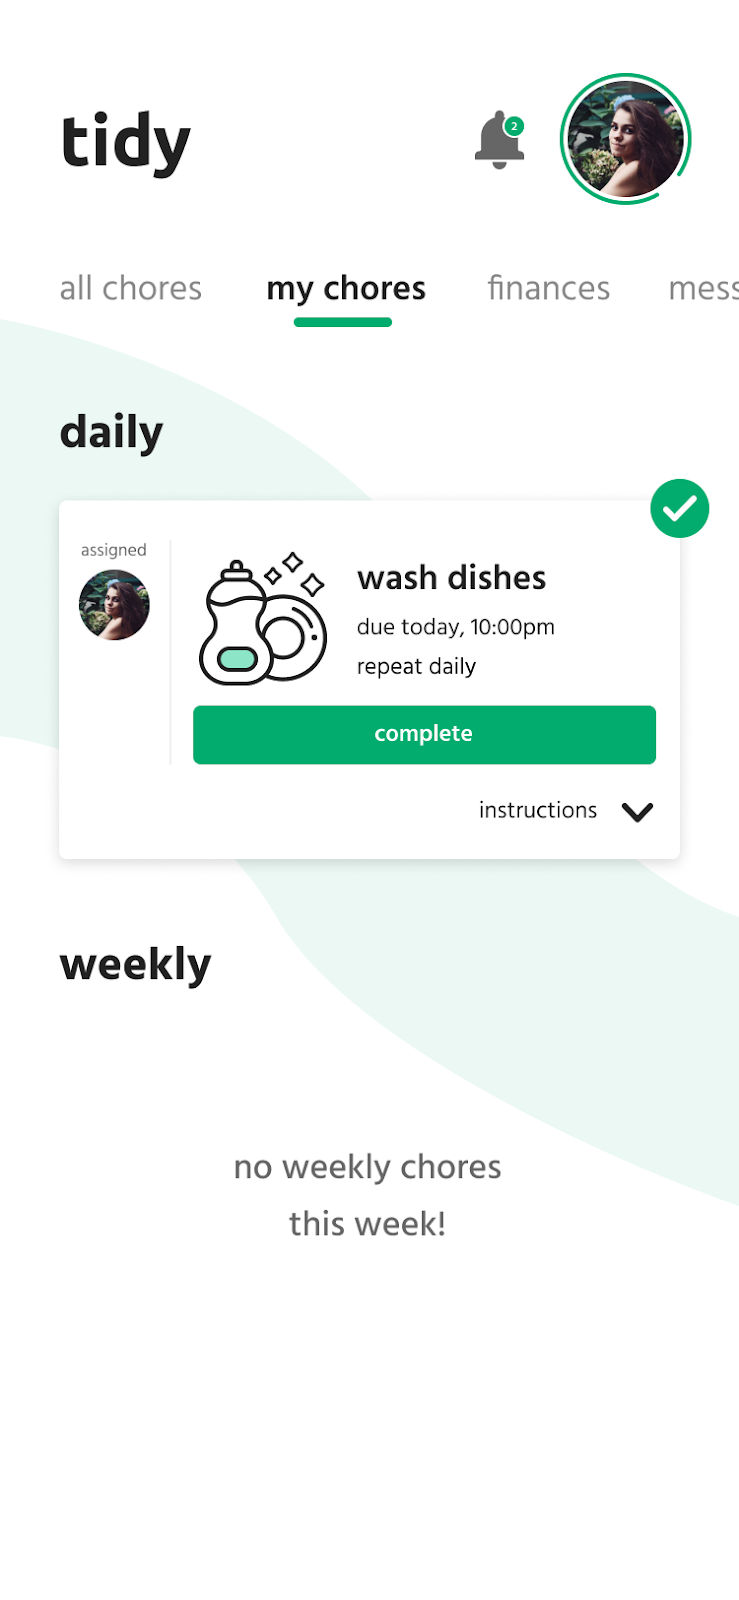 tidy
2
all chores my chores finances mess
daily
assigned
wash dishes
due today, 10:00pm
repeat daily
complete
instructions
weekly
no weekly chores
this week!